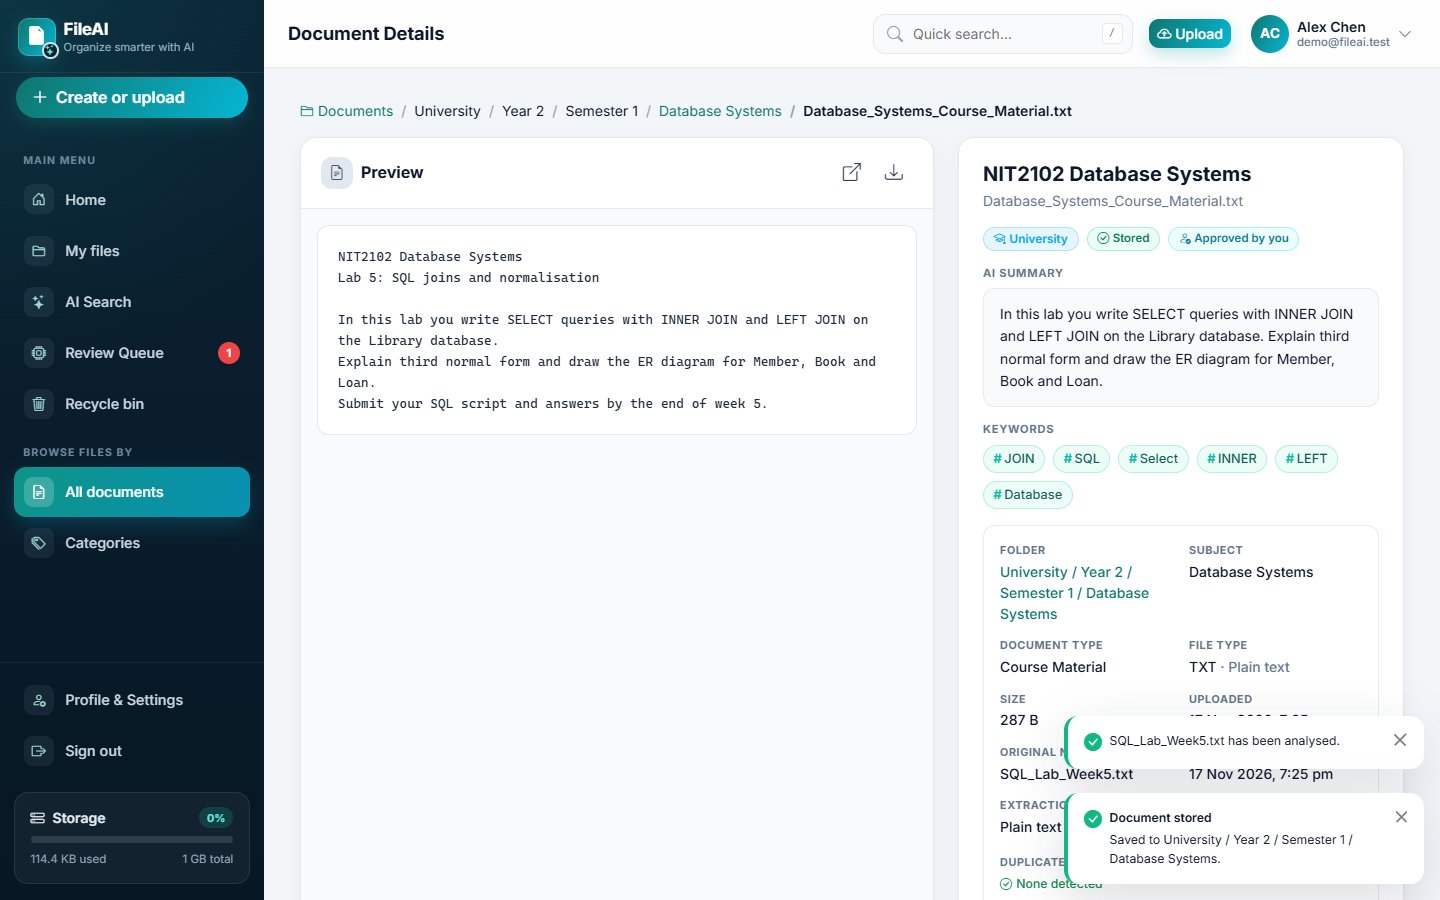 FileAI
Organize smarter with AI
Create or upload
MAIN MENU
Home
My files
AI Search
Review Queue
1
Recycle bin
BROWSE FILES BY
All documents
Categories
Profile & Settings
Sign out
Storage
0%
114.4 KB used
1 GB total
Document Details
Quick search...
/
Upload
AC
Alex Chen
demo@fileai.test
Documents / University / Year 2 / Semester 1 / Database Systems / Database_Systems_Course_Material.txt
Preview
NIT2102 Database Systems
Lab 5: SQL joins and normalisation
In this lab you write SELECT queries with INNER JOIN and LEFT JOIN on
the Library database.
Explain third normal form and draw the ER diagram for Member, Book and
Loan.
Submit your SQL script and answers by the end of week 5.
NIT2102 Database Systems
Database_Systems_Course_Material.txt
University
Stored
Approved by you
AI SUMMARY
In this lab you write SELECT queries with INNER JOIN
and LEFT JOIN on the Library database. Explain third
normal form and draw the ER diagram for Member,
Book and Loan.
KEYWORDS
#JOIN
#SQL
#Select
#INNER
#LEFT
#Database
FOLDER
University / Year 2 /
Semester 1 / Database
Systems
SUBJECT
Database Systems
DOCUMENT TYPE
Course Material
FILE TYPE
TXT · Plain text
SIZE
287 B
UPLOADED
ORIGINAL
SQL_Lab_Week5.txt
17 Nov 2026, 7:25 pm
Plain text
None detected
SQL_Lab_Week5.txt has been analysed.
Document stored
Saved to University / Year 2 / Semester 1 /
Database Systems.